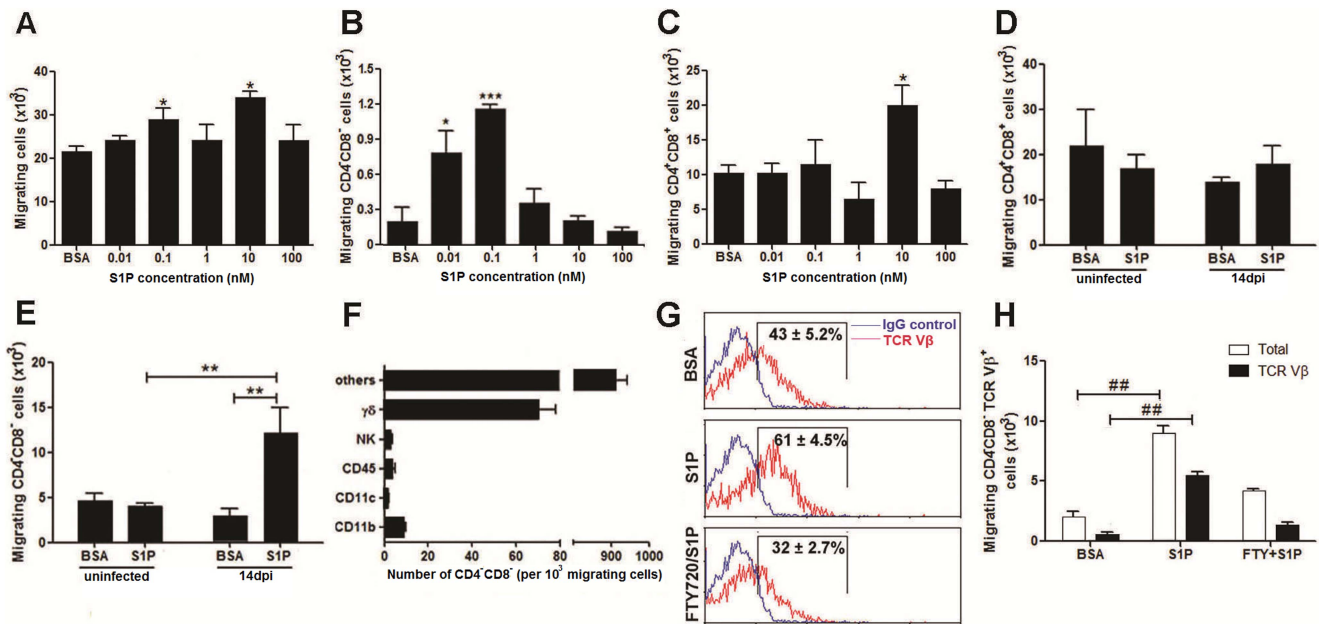 A
Migrating cells (x10³)
40
30
20
10
0
BSA 0.01 0.1 1 10 100
* *
S1P concentration (nM)
B
Migrating CD4⁻CD8⁻ cells (x10³)
1.5
1.2
0.9
0.6
0.3
0
BSA 0.01 0.1 1 10 100
* ***
S1P concentration (nM)
C
Migrating CD4⁺CD8⁺ cells (x10³)
25
20
15
10
5
0
BSA 0.01 0.1 1 10 100
*
S1P concentration (nM)
D
Migrating CD4⁺CD8⁺ cells (x10³)
40
30
20
10
0
BSA S1P BSA S1P
uninfected 14dpi
E
Migrating CD4⁻CD8⁻ cells (x10³)
20
15
10
5
0
**
**
BSA S1P BSA S1P
uninfected 14dpi
F
others
γδ
NK
CD45
CD11c
CD11b
0 20 40 60 80 900 1000
Number of CD4⁻CD8⁻ (per 10³ migrating cells)
G
BSA
43 ± 5.2%
IgG control
TCR Vβ
S1P
61 ± 4.5%
FTY720/S1P
32 ± 2.7%
H
Total
TCR Vβ
Migrating CD4⁻CD8⁻ TCR Vβ⁺
cells (x10³)
15
10
5
0
##
##
BSA S1P FTY+S1P